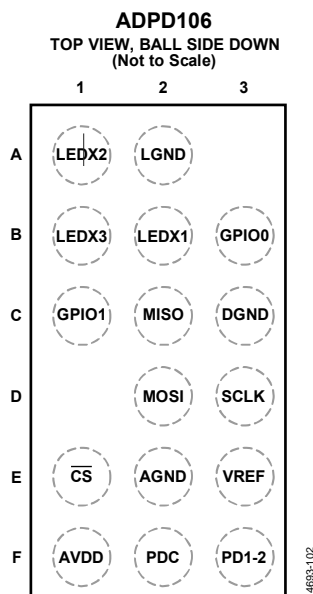 ADPD106
TOP VIEW, BALL SIDE DOWN
(Not to Scale)
1 2 3
A LEDX2 LGND
B LEDX3 LEDX1 GPIO0
C GPIO1 MISO DGND
D MOSI SCLK
E CS AGND VREF
F AVDD PDC PD1-2
4693-102